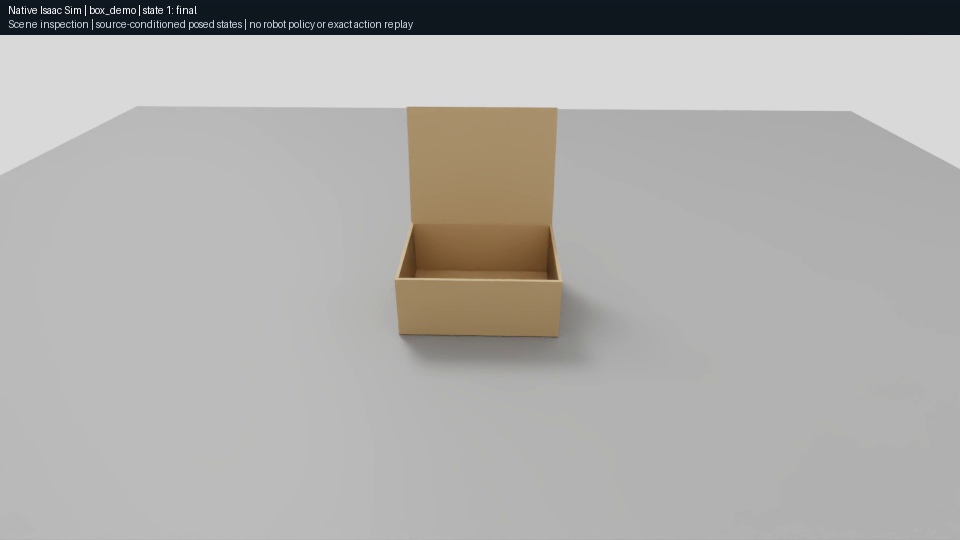 Native Isaac Sim | box_demo | state 1: final
Scene inspection | source-conditioned posed states | no robot policy or exact action replay